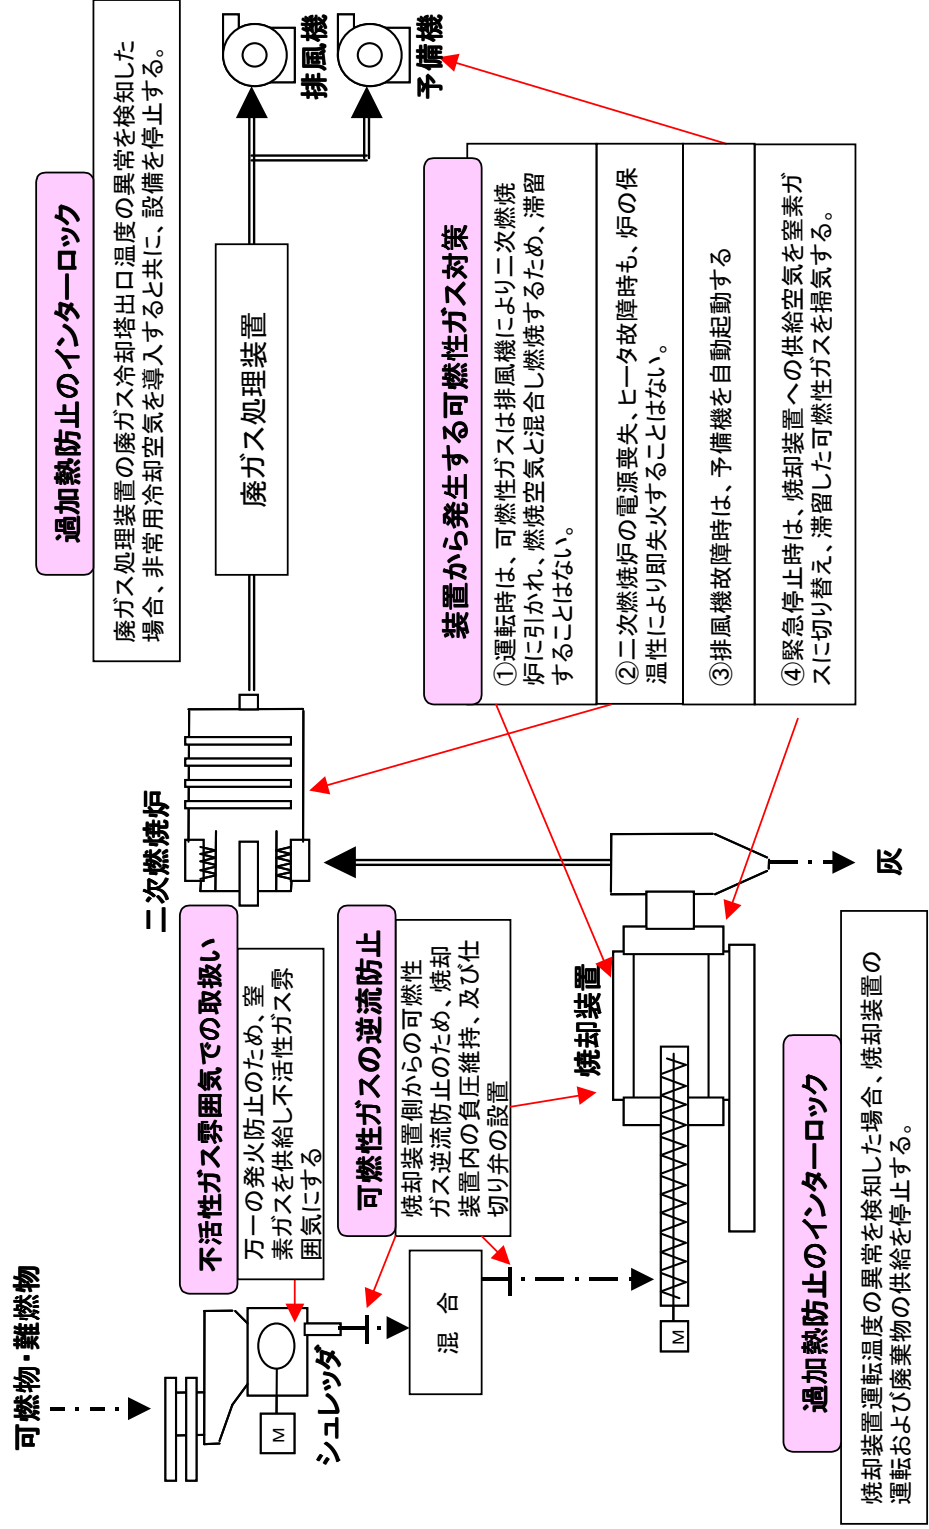 可燃物・難燃物
シュレッダ
M
不活性ガス雰囲気での取扱い
万一の発火防止のため、窒
素ガスを供給し不活性ガス雰
囲気にする
混 合
可燃性ガスの逆流防止
焼却装置側からの可燃性
ガス逆流防止のため、焼却
装置内の負圧維持、及び仕
切り弁の設置
M
焼却装置
灰
過加熱防止のインターロック
焼却装置運転温度の異常を検知した場合、焼却装置の
運転および廃棄物の供給を停止する。
二次燃焼炉
装置から発生する可燃性ガス対策
①運転時は、可燃性ガスは排風機により二次燃焼
炉に引かれ、燃焼空気と混合し燃焼するため、滞留
することはない。
②二次燃焼炉の電源喪失、ヒータ故障時も、炉の保
温性により即失火することはない。
③排風機故障時は、予備機を自動起動する
④緊急停止時は、焼却装置への供給空気を窒素ガ
スに切り替え、滞留した可燃性ガスを掃気する。
過加熱防止のインターロック
廃ガス処理装置の廃ガス冷却塔出口温度の異常を検知した
場合、非常用冷却空気を導入すると共に、設備を停止する。
廃ガス処理装置
排風機
予備機